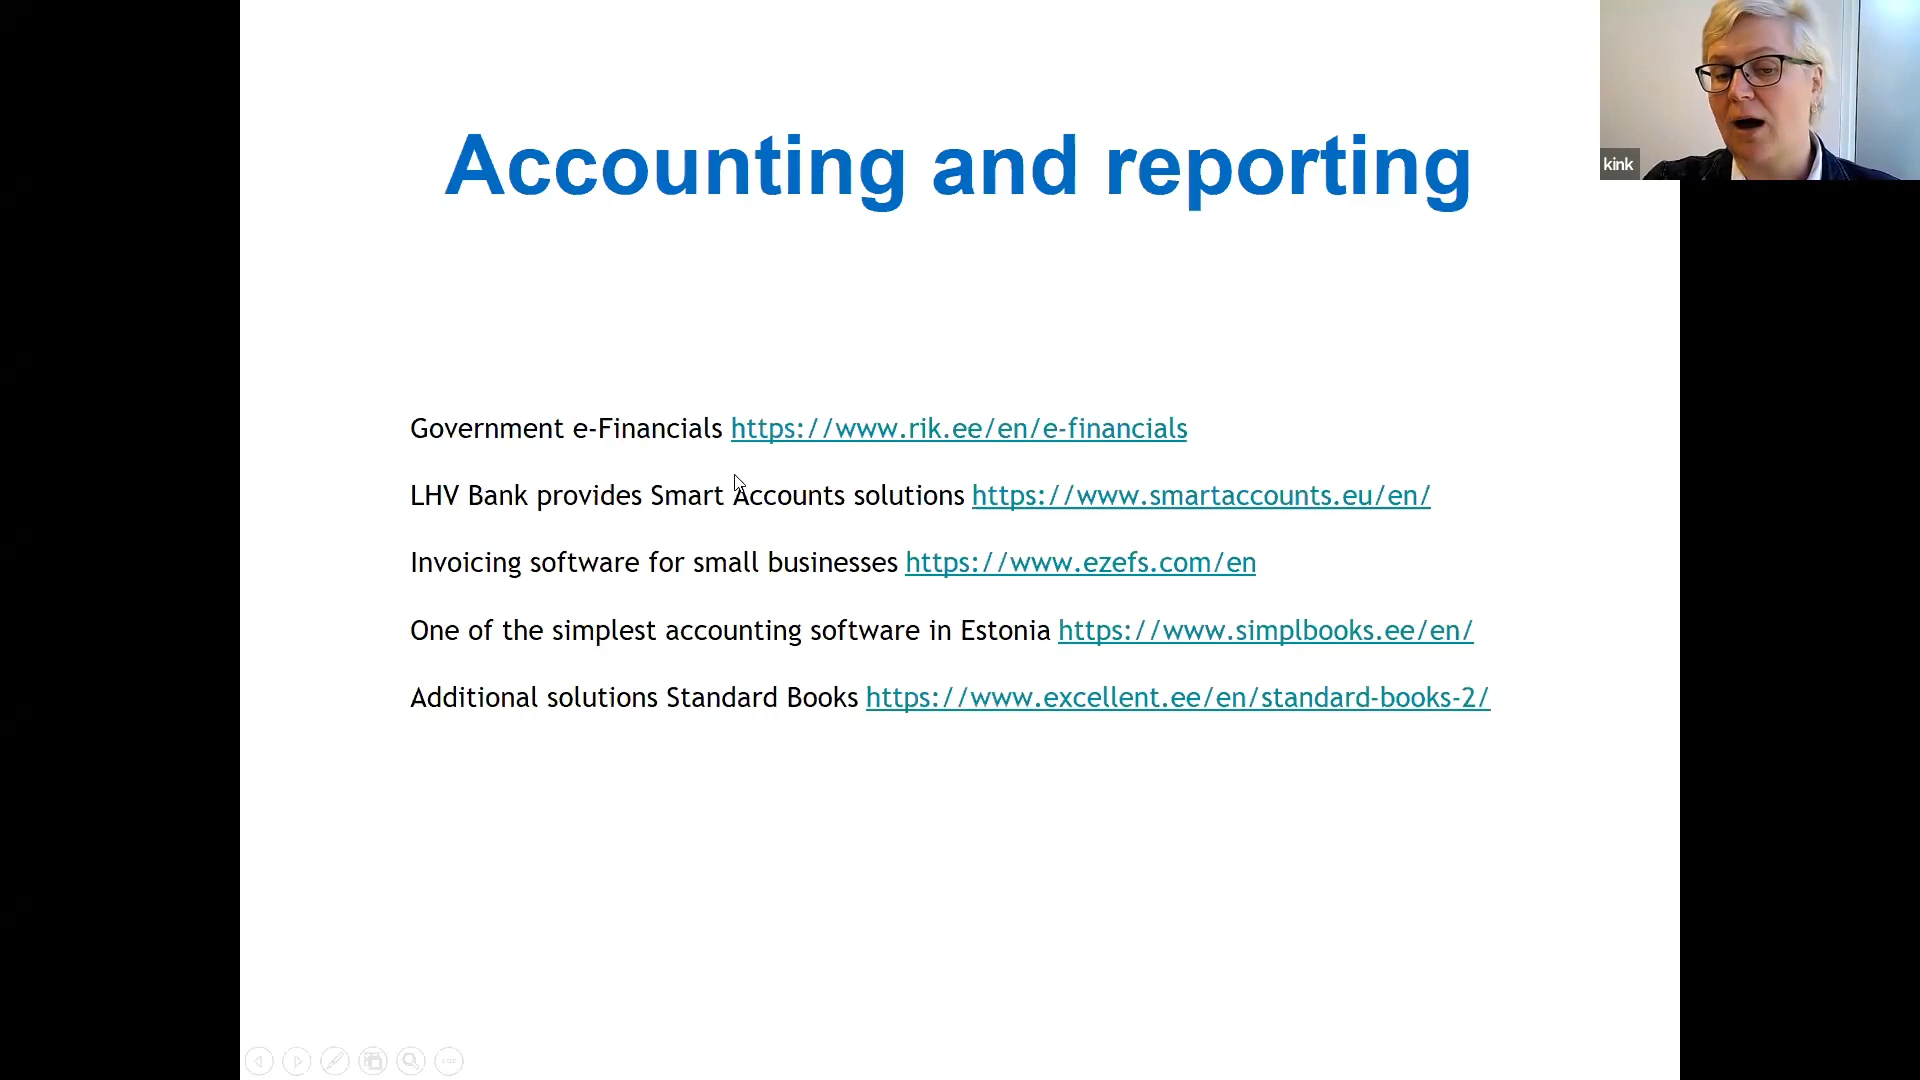 Accounting and reporting
kink
Government e-Financials https://www.rik.ee/en/e-financials
LHV Bank provides Smart Accounts solutions https://www.smartaccounts.eu/en/
Invoicing software for small businesses https://www.ezefs.com/en
One of the simplest accounting software in Estonia https://www.simplbooks.ee/en/
Additional solutions Standard Books https://www.excellent.ee/en/standard-books-2/